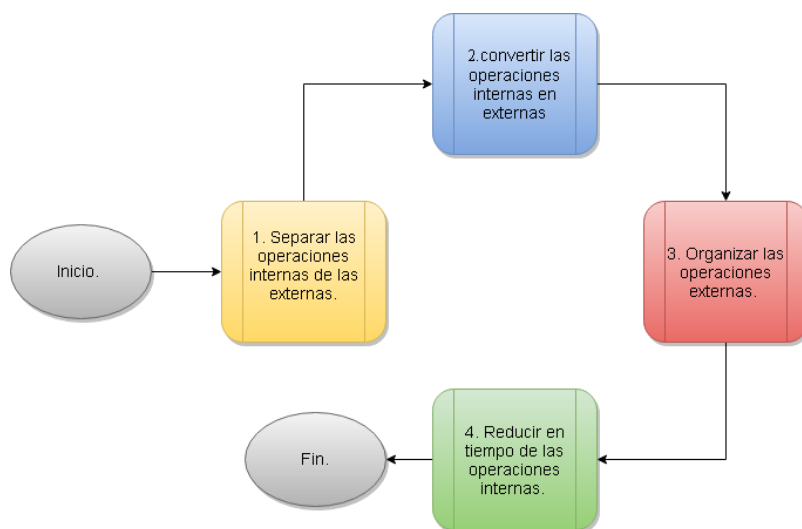 Inicio.
1. Separar las
operaciones
internas de las
externas.
2.convertir las
operaciones
internas en
externas
3. Organizar las
operaciones
externas.
4. Reducir en
tiempo de las
operaciones
internas.
Fin.